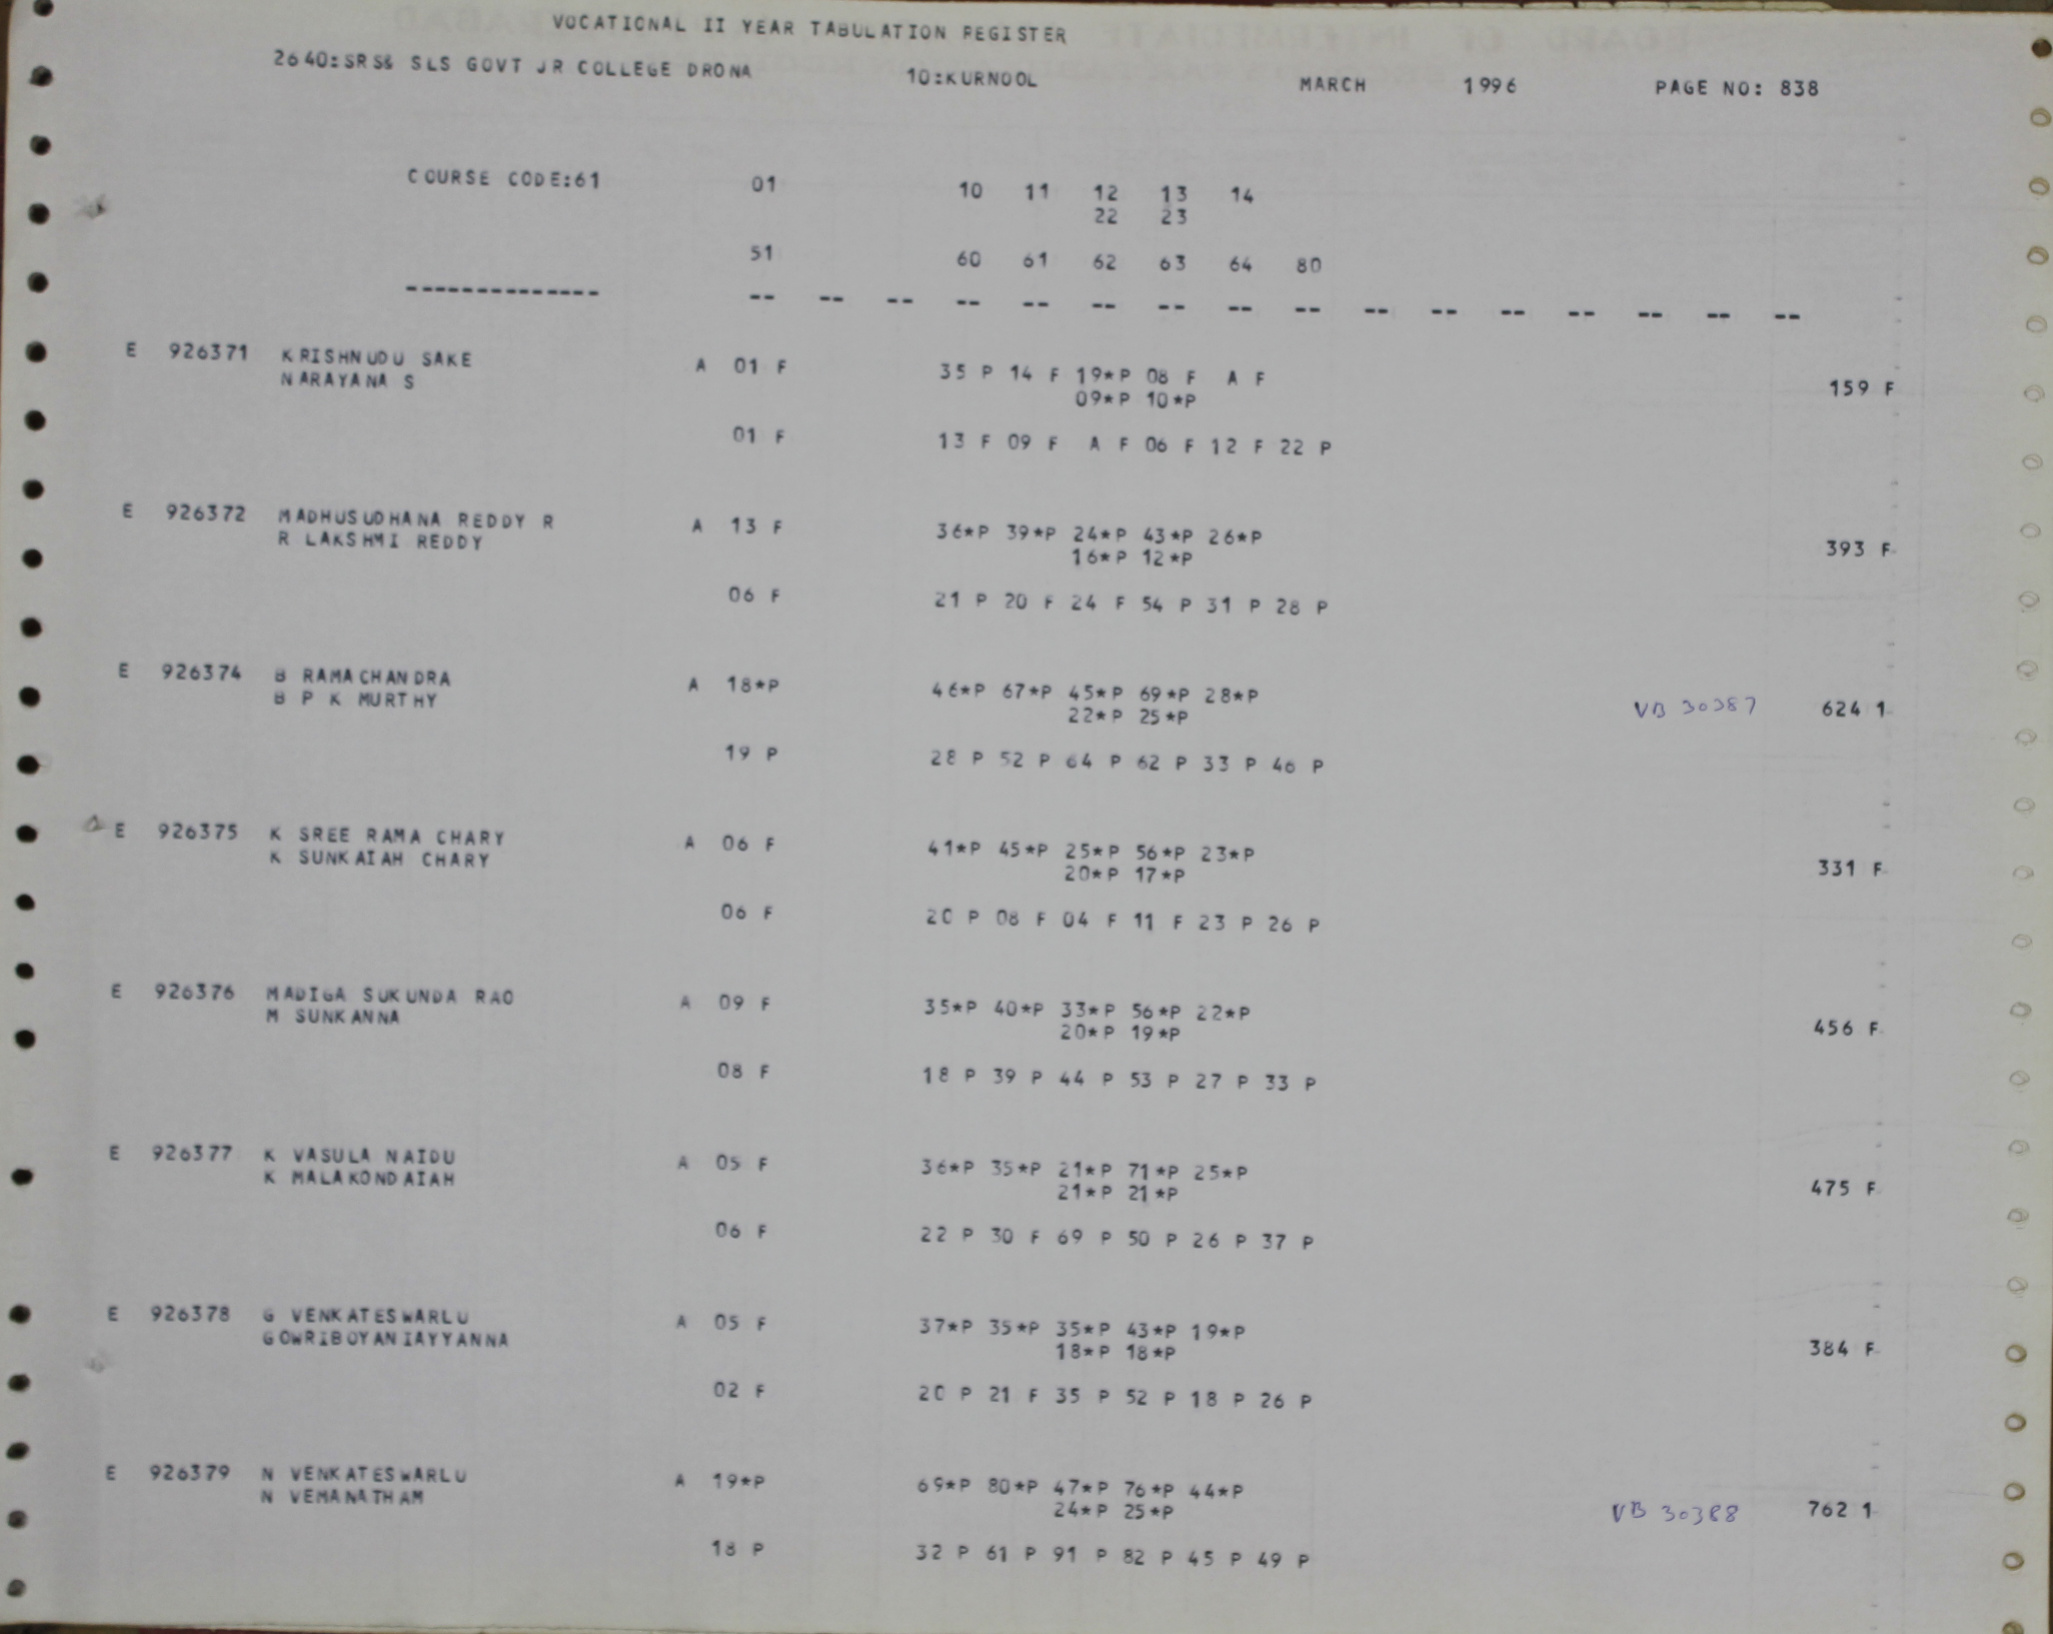 VOCATIONAL II YEAR TABULATION REGISTER
2640:SRS& SLS GOVT JR COLLEGE DRONA 10:KURNOOL MARCH 1996 PAGE NO: 838
COURSE CODE:61 01 10 11 12 13 14
22 23
51 60 61 62 63 64 80
-------------- -- -- -- -- -- -- -- -- -- -- -- -- -- -- -- --
E 926371 KRISHNUDU SAKE A 01 F 35 P 14 F 19*P 08 F A F 159 F
NARAYANA S 09*P 10*P
01 F 13 F 09 F A F 06 F 12 F 22 P
E 926372 MADHUSUDHANA REDDY R A 13 F 36*P 39*P 24*P 43*P 26*P 393 F
R LAKSHMI REDDY 16*P 12*P
06 F 21 P 20 F 24 F 54 P 31 P 28 P
E 926374 B RAMACHANDRA A 18*P 46*P 67*P 45*P 69*P 28*P VB 30387 624 1
B P K MURTHY 22*P 25*P
19 P 28 P 52 P 64 P 62 P 33 P 46 P
E 926375 K SREE RAMA CHARY A 06 F 41*P 45*P 25*P 56*P 23*P 331 F
K SUNKAIAH CHARY 20*P 17*P
06 F 20 P 08 F 04 F 11 F 23 P 26 P
E 926376 MADIGA SUKUNDA RAO A 09 F 35*P 40*P 33*P 56*P 22*P 456 F
M SUNKANNA 20*P 19*P
08 F 18 P 39 P 44 P 53 P 27 P 33 P
E 926377 K VASULA NAIDU A 05 F 36*P 35*P 21*P 71*P 25*P 475 F
K MALAKONDAIAH 21*P 21*P
06 F 22 P 30 F 69 P 50 P 26 P 37 P
E 926378 G VENKATESWARLU A 05 F 37*P 35*P 35*P 43*P 19*P 384 F
GOWRIBOYANIAYYANNA 18*P 18*P
02 F 20 P 21 F 35 P 52 P 18 P 26 P
E 926379 N VENKATESWARLU A 19*P 69*P 80*P 47*P 76*P 44*P VB 30388 762 1
N VEMANATHAM 24*P 25*P
18 P 32 P 61 P 91 P 82 P 45 P 49 P